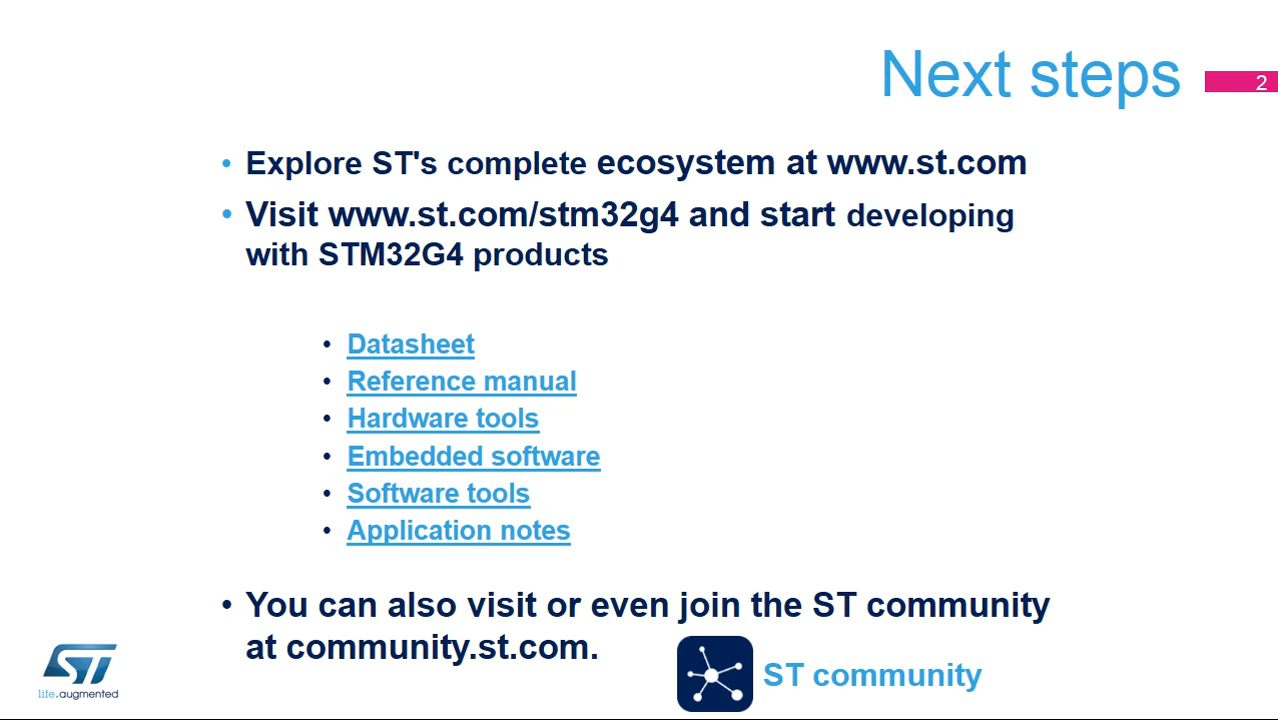 Next steps
2
• Explore ST's complete ecosystem at www.st.com
• Visit www.st.com/stm32g4 and start developing
with STM32G4 products
• Datasheet
• Reference manual
• Hardware tools
• Embedded software
• Software tools
• Application notes
• You can also visit or even join the ST community
at community.st.com.
ST community
ST
life.augmented